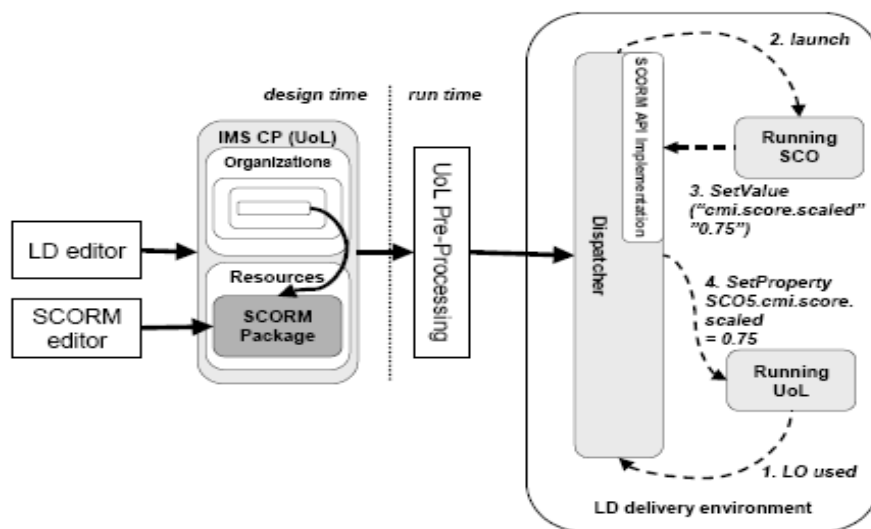 design time
run time
IMS CP (UoL)
Organizations
Resources
SCORM
Package
LD editor
SCORM
editor
UoL Pre-Processing
Dispatcher
SCORM API Implementation
2. launch
Running
SCO
3. SetValue
("cmi.score.scaled"
"0.75")
4. SetProperty
SCO5.cmi.score.
scaled
= 0.75
Running
UoL
1. LO used
LD delivery environment